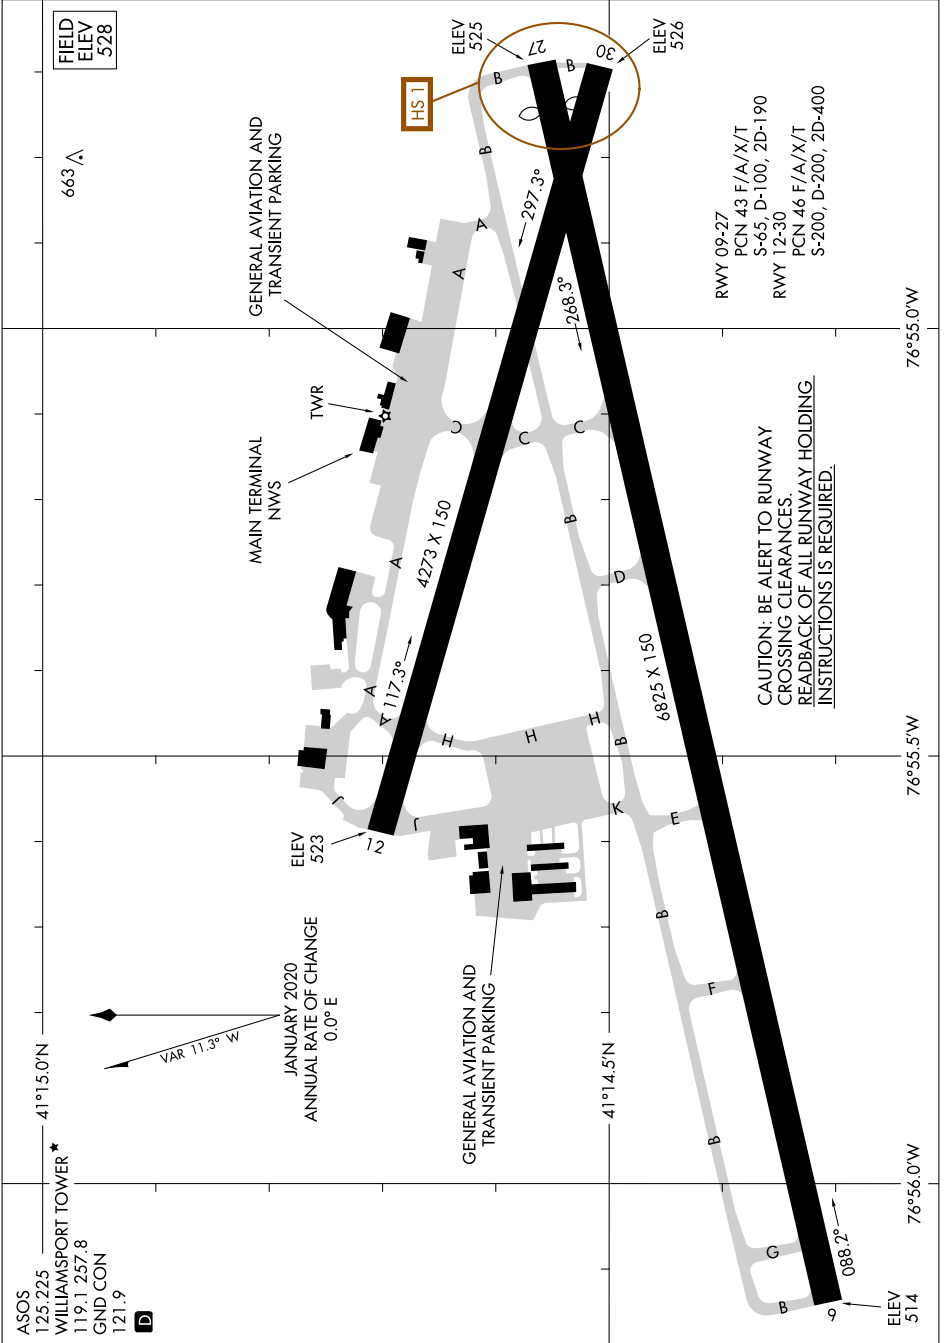 ASOS
125.225
WILLIAMSPORT TOWER★
119.1 257.8
GND CON
121.9
D
41°15.0'N
VAR 11.3° W
JANUARY 2020
ANNUAL RATE OF CHANGE
0.0° E
663
FIELD
ELEV
528
GENERAL AVIATION AND
TRANSIENT PARKING
TWR
MAIN TERMINAL
NWS
HS 1
ELEV
525
27
ELEV
526
30
B
B
B
A
A
297.3°
268.3°
C
C
C
A
4273 X 150
B
D
A
A
117.3°
H
H
H
B
J
J
ELEV
523
12
K
E
6825 X 150
GENERAL AVIATION AND
TRANSIENT PARKING
41°14.5'N
B
F
B
G
B
9
088.2°
ELEV
514
RWY 09-27
PCN 43 F/A/X/T
S-65, D-100, 2D-190
RWY 12-30
PCN 46 F/A/X/T
S-200, D-200, 2D-400
CAUTION: BE ALERT TO RUNWAY
CROSSING CLEARANCES.
READBACK OF ALL RUNWAY HOLDING
INSTRUCTIONS IS REQUIRED.
76°56.0'W
76°55.5'W
76°55.0'W